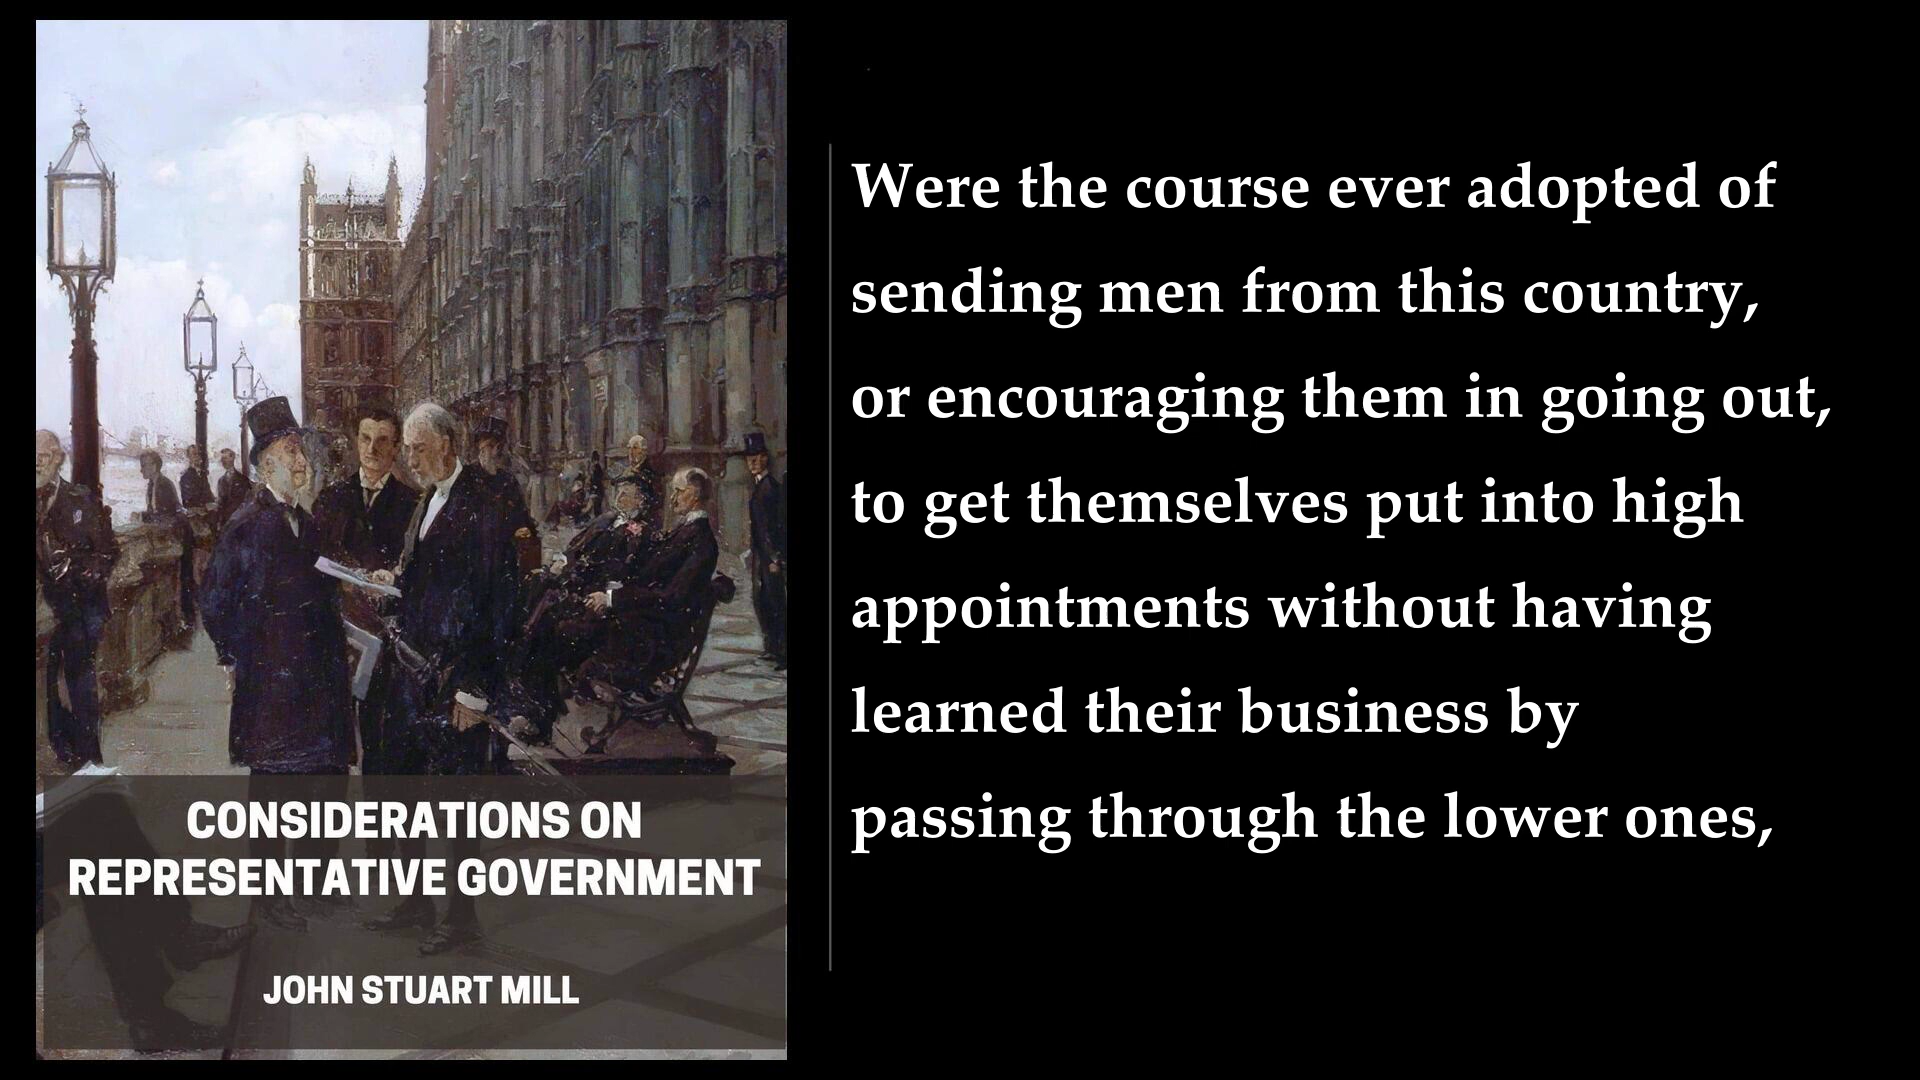 CONSIDERATIONS ON
REPRESENTATIVE GOVERNMENT
JOHN STUART MILL
Were the course ever adopted of
sending men from this country,
or encouraging them in going out,
to get themselves put into high
appointments without having
learned their business by
passing through the lower ones,